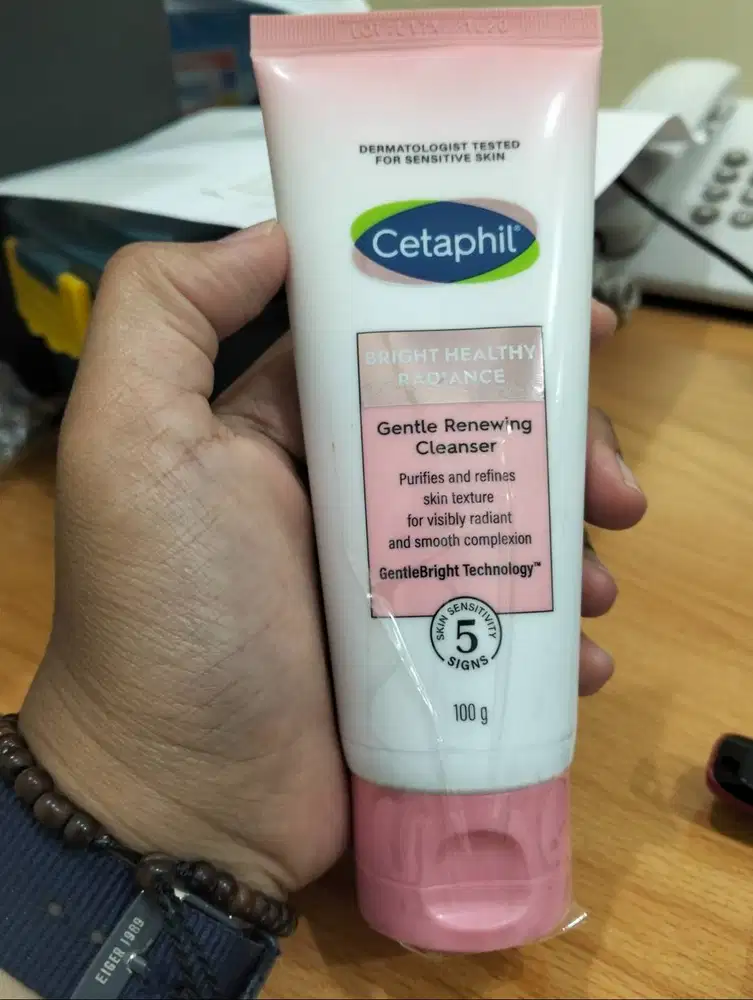 DERMATOLOGIST TESTED
FOR SENSITIVE SKIN
Cetaphil®
BRIGHT HEALTHY
RADIANCE
Gentle Renewing
Cleanser
Purifies and refines
skin texture
for visibly radiant
and smooth complexion
GentleBright Technology™
SKIN SENSITIVITY
5
SIGNS
100 g
EIGER 1989